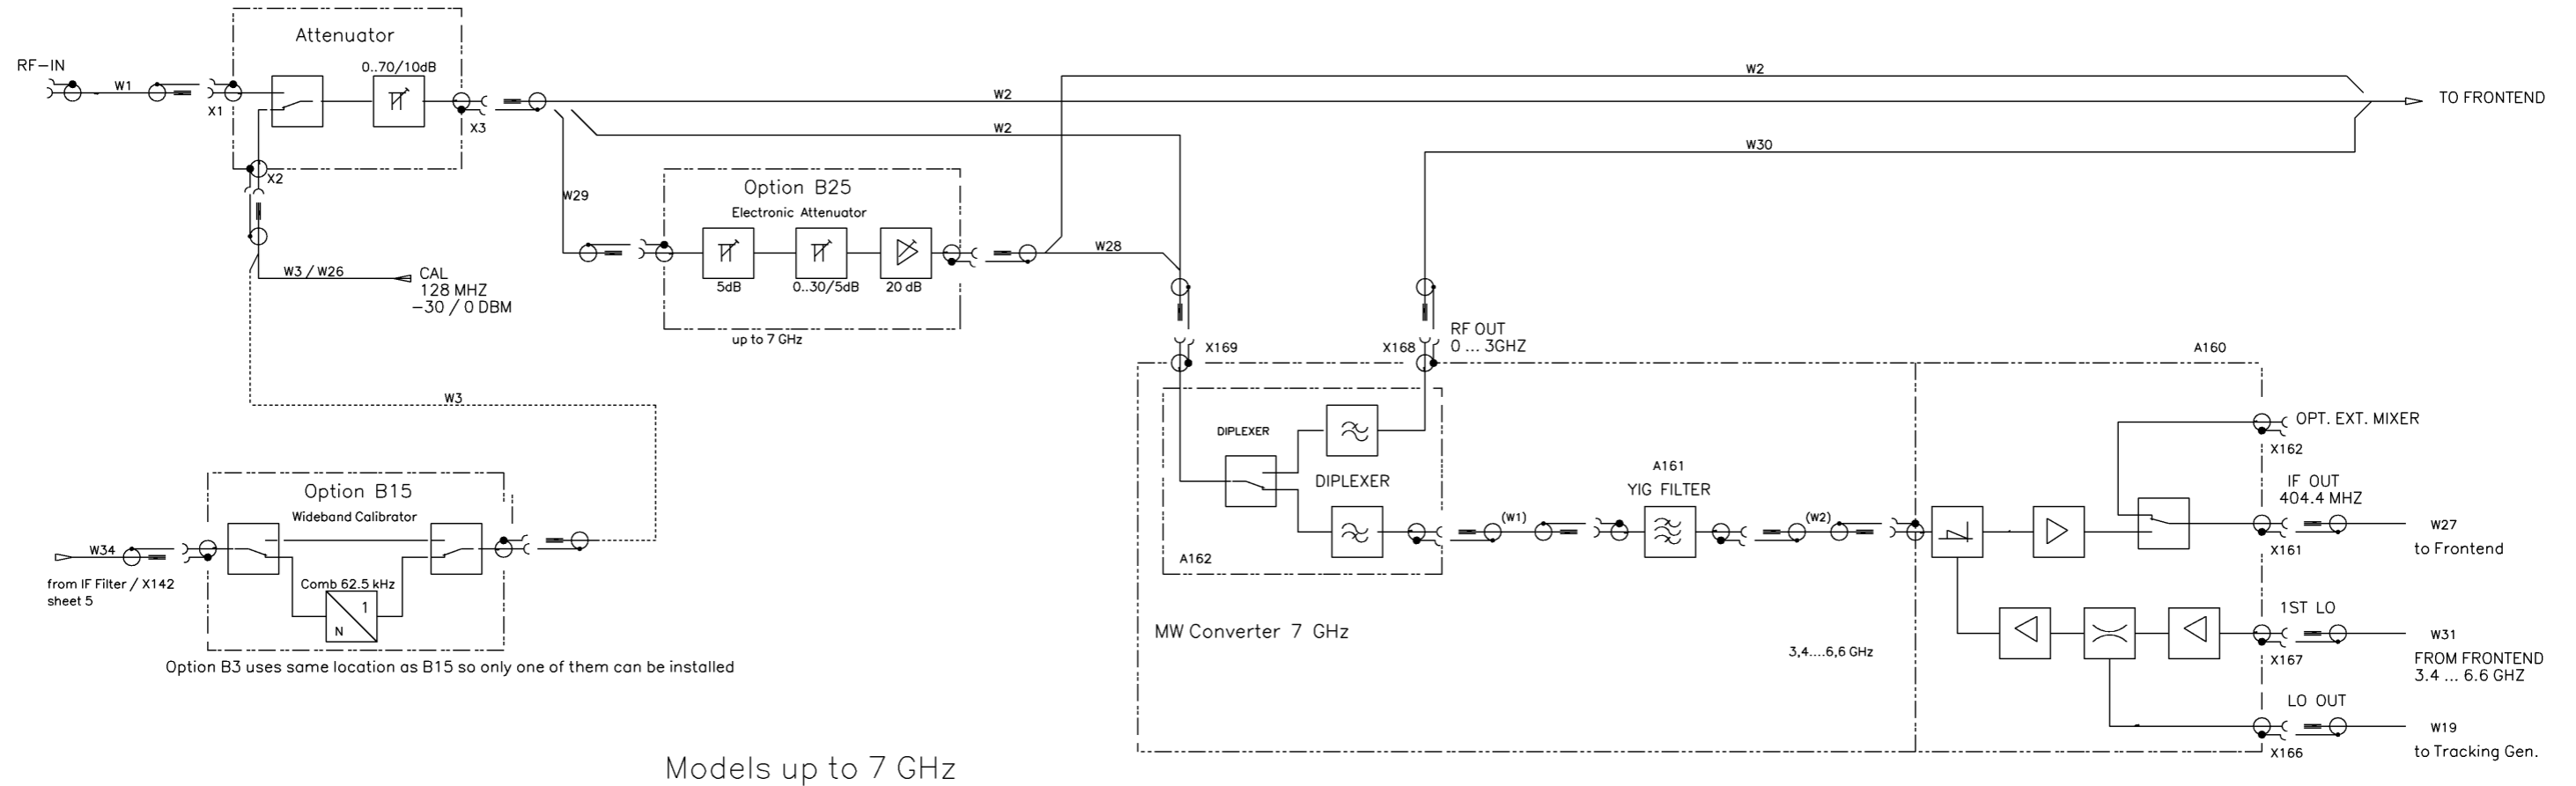 Attenuator
RF-IN
0..70/10dB
W1
X1
X3
X2
W2
W2
W2
TO FRONTEND
W30
W29
Option B25
Electronic Attenuator
5dB
0..30/5dB
20 dB
up to 7 GHz
W28
W3 / W26
CAL
128 MHZ
-30 / 0 DBM
W3
X169
X168
RF OUT
0 ... 3GHZ
A160
DIPLEXER
DIPLEXER
A162
A161
YIG FILTER
(W1)
(W2)
OPT. EXT. MIXER
X162
IF OUT
404.4 MHZ
X161
W27
to Frontend
Option B15
Wideband Calibrator
W34
from IF Filter / X142
sheet 5
Comb 62.5 kHz
1
N
Option B3 uses same location as B15 so only one of them can be installed
MW Converter 7 GHz
3,4....6,6 GHz
1ST LO
X167
W31
FROM FRONTEND
3.4 ... 6.6 GHZ
LO OUT
X166
W19
to Tracking Gen.
Models up to 7 GHz